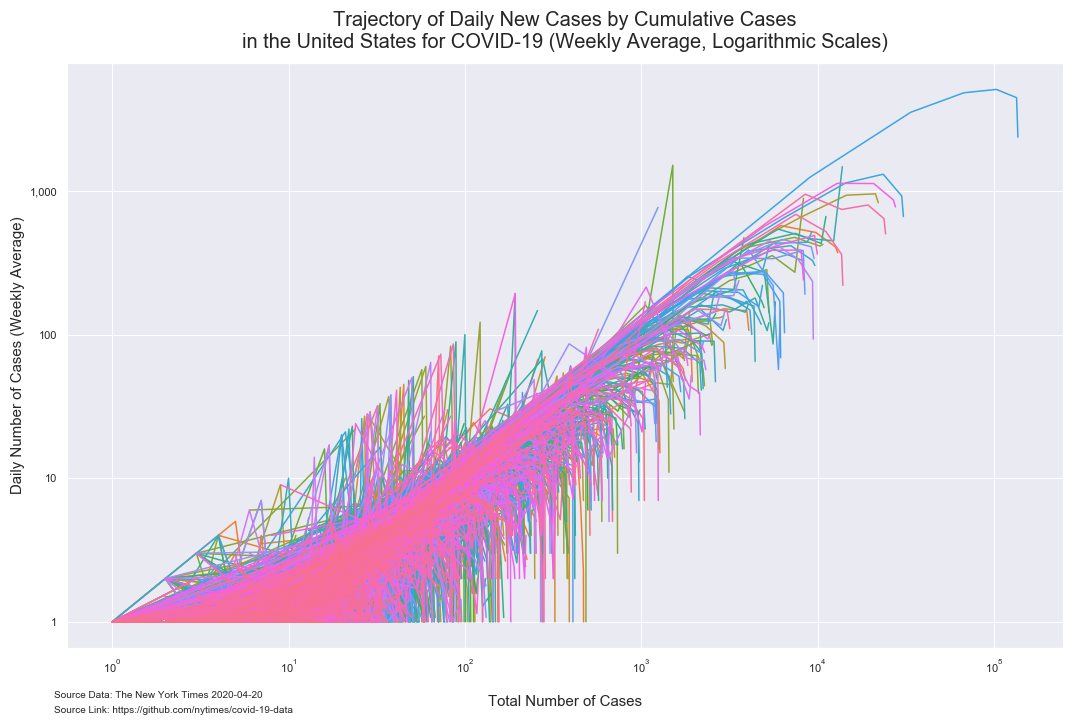 Trajectory of Daily New Cases by Cumulative Cases
in the United States for COVID-19 (Weekly Average, Logarithmic Scales)
Daily Number of Cases (Weekly Average)
1,000
100
10
1
10⁰
10¹
10²
10³
10⁴
10⁵
Total Number of Cases
Source Data: The New York Times 2020-04-20
Source Link: https://github.com/nytimes/covid-19-data